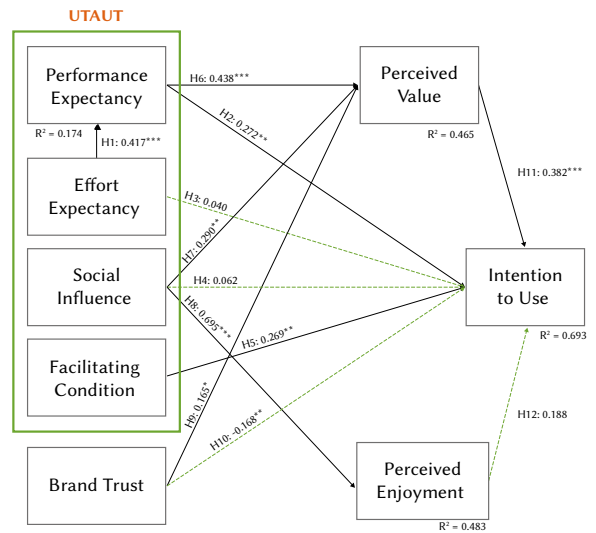 UTAUT
Performance
Expectancy
R² = 0.174
H1: 0.417***
Effort
Expectancy
Social
Influence
Facilitating
Condition
Brand Trust
H6: 0.438***
H2: 0.272**
H3: 0.040
H7: 0.290**
H4: 0.062
H8: 0.695***
H5: 0.269**
H9: 0.165*
H10: -0.168**
Perceived
Value
R² = 0.465
H11: 0.382***
Intention
to Use
R² = 0.693
H12: 0.188
Perceived
Enjoyment
R² = 0.483